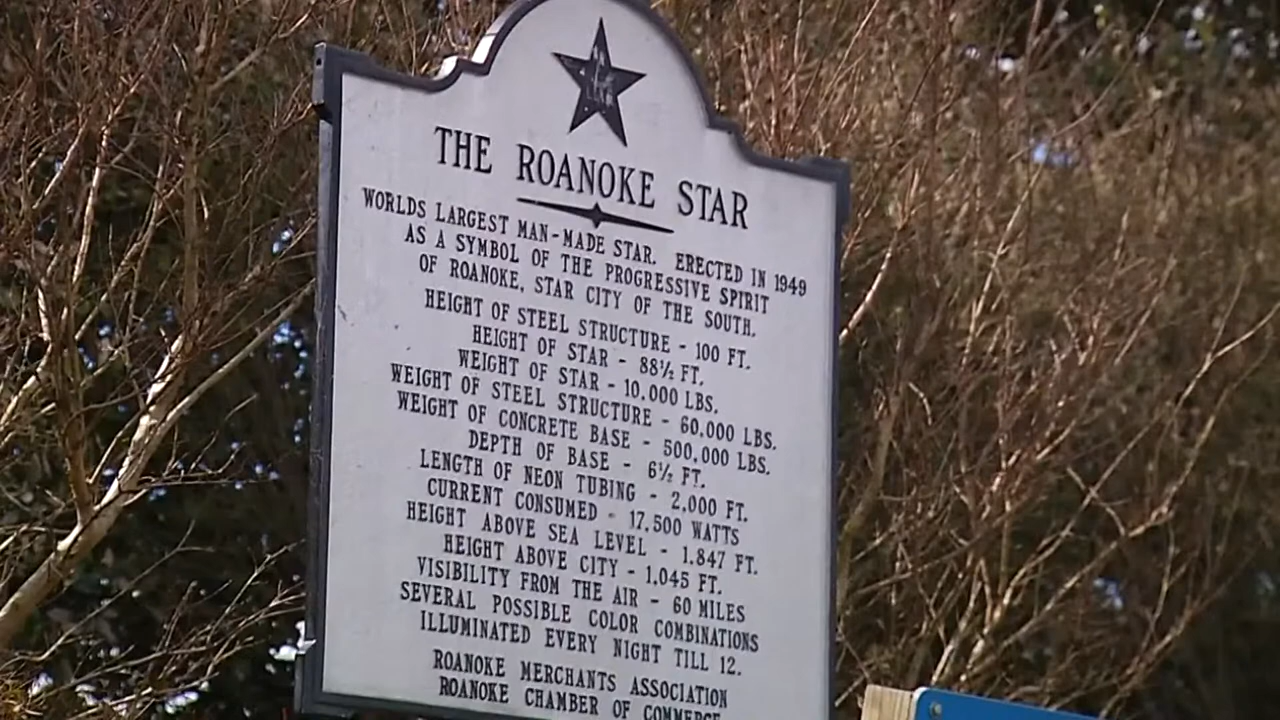 THE ROANOKE STAR
WORLDS LARGEST MAN-MADE STAR. ERECTED IN 1949
AS A SYMBOL OF THE PROGRESSIVE SPIRIT
OF ROANOKE, STAR CITY OF THE SOUTH.
HEIGHT OF STEEL STRUCTURE - 100 FT.
HEIGHT OF STAR - 88½ FT.
WEIGHT OF STAR - 10,000 LBS.
WEIGHT OF STEEL STRUCTURE - 60,000 LBS.
WEIGHT OF CONCRETE BASE - 500,000 LBS.
DEPTH OF BASE - 6½ FT.
LENGTH OF NEON TUBING - 2,000 FT.
CURRENT CONSUMED - 17,500 WATTS
HEIGHT ABOVE SEA LEVEL - 1,847 FT.
HEIGHT ABOVE CITY - 1,045 FT.
VISIBILITY FROM THE AIR - 60 MILES
SEVERAL POSSIBLE COLOR COMBINATIONS
ILLUMINATED EVERY NIGHT TILL 12.
ROANOKE MERCHANTS ASSOCIATION
ROANOKE CHAMBER OF COMMERCE